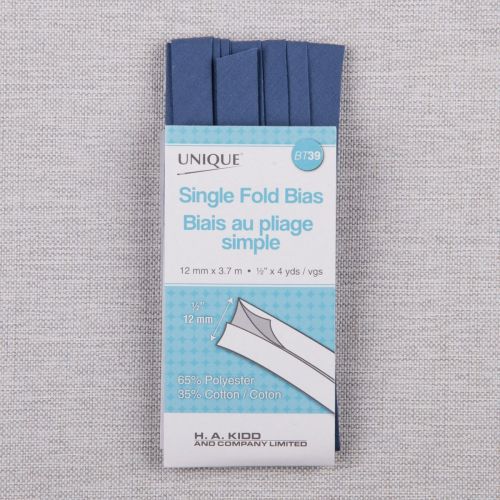 UNIQUE®
BT39
Single Fold Bias
Biais au pliage
simple
12 mm x 3.7 m • ½" x 4 yds / vgs
½"
12 mm
65% Polyester
35% Cotton / Coton
H. A. KIDD
AND COMPANY LIMITED